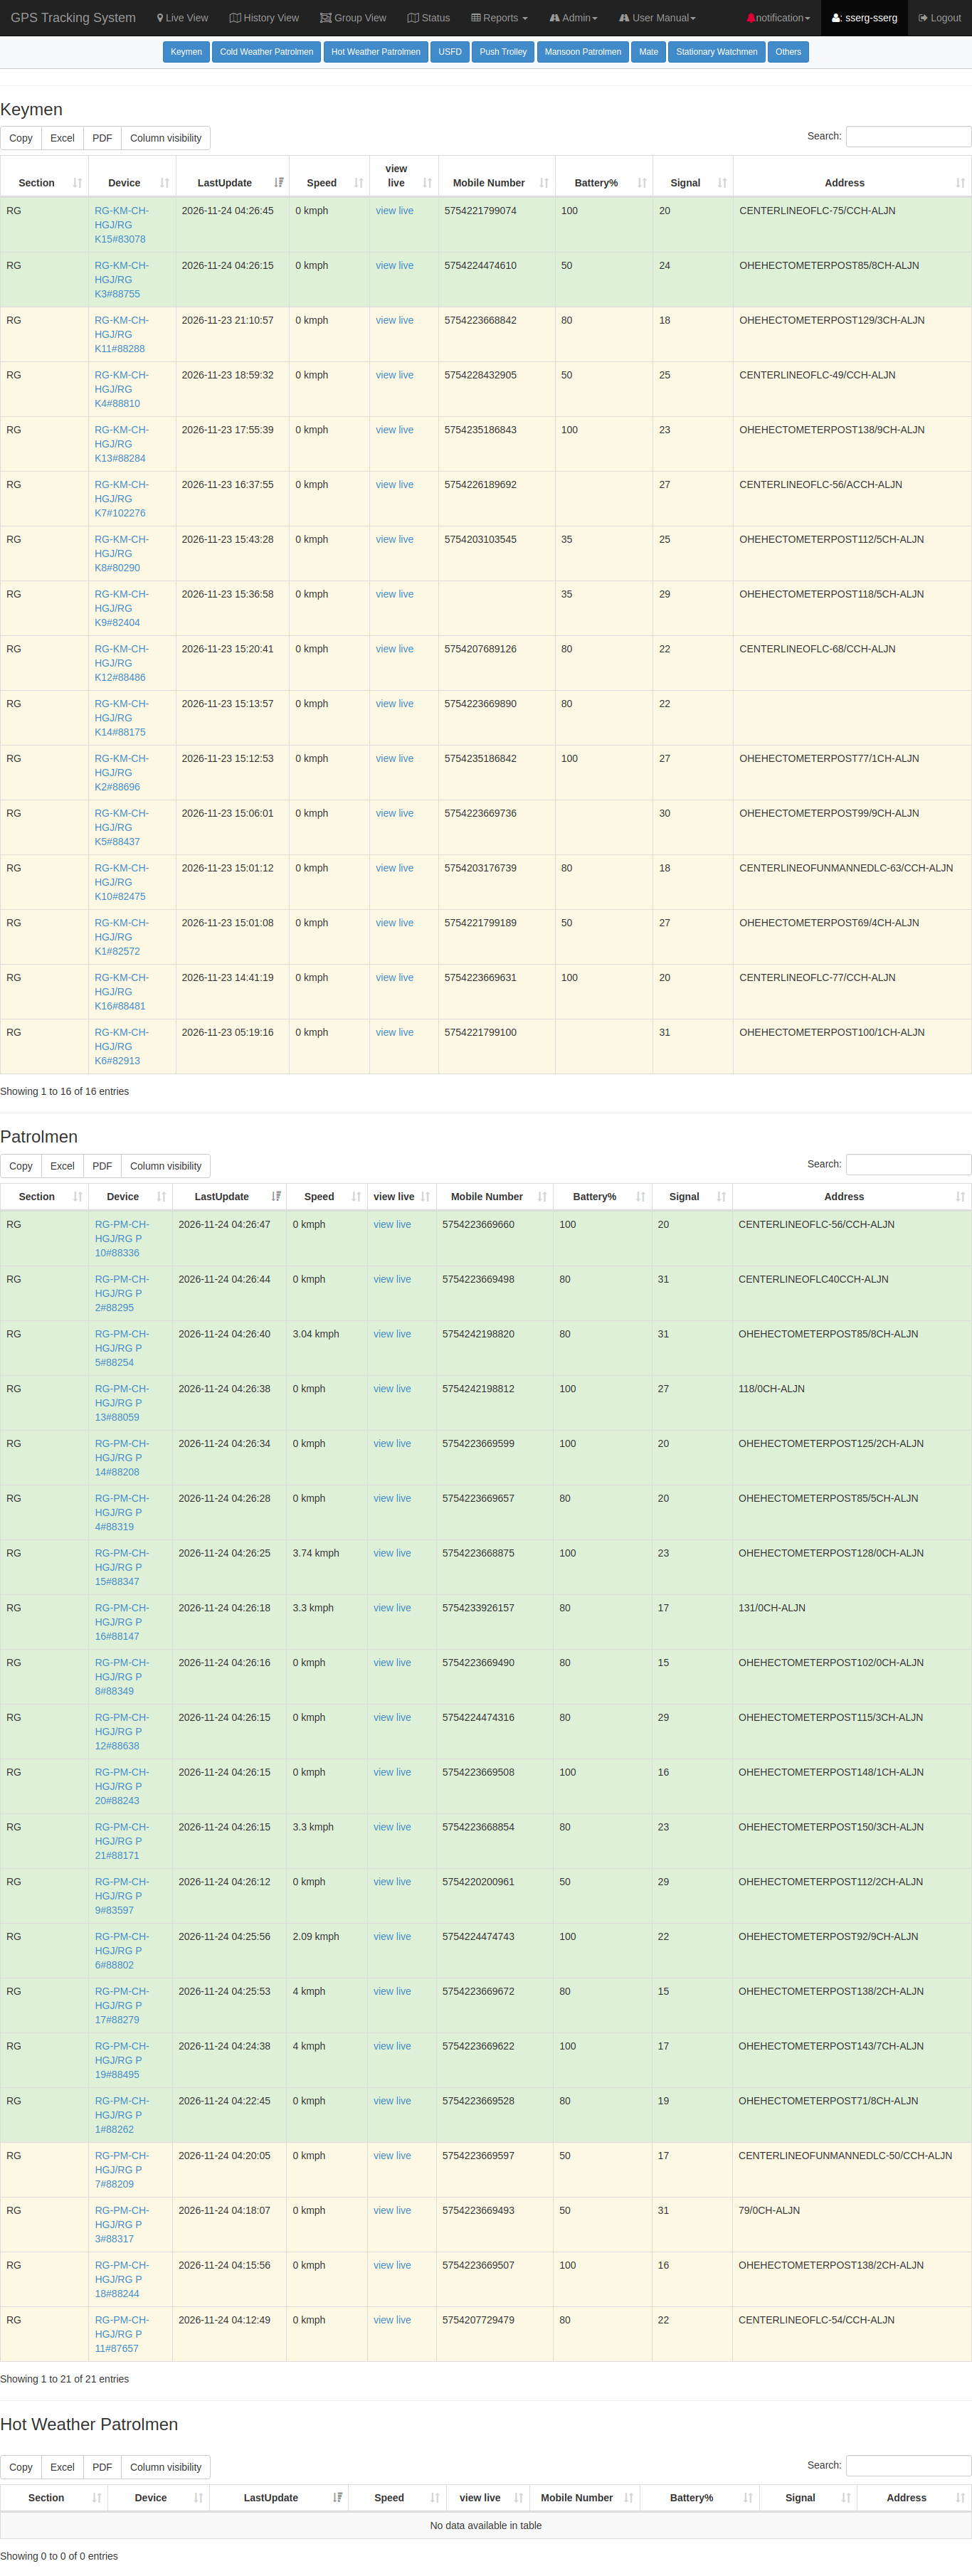 GPS Tracking System Live View History View Group View Status Reports Admin User Manual notification : sserg-sserg Logout
Keymen Cold Weather Patrolmen Hot Weather Patrolmen USFD Push Trolley Mansoon Patrolmen Mate Stationary Watchmen Others
Keymen
Copy Excel PDF Column visibility Search:
Section Device LastUpdate Speed view live Mobile Number Battery% Signal Address
RG RG-KM-CH-HGJ/RG K15#83078 2026-11-24 04:26:45 0 kmph view live 5754221799074 100 20 CENTERLINEOFLC-75/CCH-ALJN
RG RG-KM-CH-HGJ/RG K3#88755 2026-11-24 04:26:15 0 kmph view live 5754224474610 50 24 OHEHECTOMETERPOST85/8CH-ALJN
RG RG-KM-CH-HGJ/RG K11#88288 2026-11-23 21:10:57 0 kmph view live 5754223668842 80 18 OHEHECTOMETERPOST129/3CH-ALJN
RG RG-KM-CH-HGJ/RG K4#88810 2026-11-23 18:59:32 0 kmph view live 5754228432905 50 25 CENTERLINEOFLC-49/CCH-ALJN
RG RG-KM-CH-HGJ/RG K13#88284 2026-11-23 17:55:39 0 kmph view live 5754235186843 100 23 OHEHECTOMETERPOST138/9CH-ALJN
RG RG-KM-CH-HGJ/RG K7#102276 2026-11-23 16:37:55 0 kmph view live 5754226189692 27 CENTERLINEOFLC-56/ACCH-ALJN
RG RG-KM-CH-HGJ/RG K8#80290 2026-11-23 15:43:28 0 kmph view live 5754203103545 35 25 OHEHECTOMETERPOST112/5CH-ALJN
RG RG-KM-CH-HGJ/RG K9#82404 2026-11-23 15:36:58 0 kmph view live 35 29 OHEHECTOMETERPOST118/5CH-ALJN
RG RG-KM-CH-HGJ/RG K12#88486 2026-11-23 15:20:41 0 kmph view live 5754207689126 80 22 CENTERLINEOFLC-68/CCH-ALJN
RG RG-KM-CH-HGJ/RG K14#88175 2026-11-23 15:13:57 0 kmph view live 5754223669890 80 22
RG RG-KM-CH-HGJ/RG K2#88696 2026-11-23 15:12:53 0 kmph view live 5754235186842 100 27 OHEHECTOMETERPOST77/1CH-ALJN
RG RG-KM-CH-HGJ/RG K5#88437 2026-11-23 15:06:01 0 kmph view live 5754223669736 30 OHEHECTOMETERPOST99/9CH-ALJN
RG RG-KM-CH-HGJ/RG K10#82475 2026-11-23 15:01:12 0 kmph view live 5754203176739 80 18 CENTERLINEOFUNMANNEDLC-63/CCH-ALJN
RG RG-KM-CH-HGJ/RG K1#82572 2026-11-23 15:01:08 0 kmph view live 5754221799189 50 27 OHEHECTOMETERPOST69/4CH-ALJN
RG RG-KM-CH-HGJ/RG K16#88481 2026-11-23 14:41:19 0 kmph view live 5754223669631 100 20 CENTERLINEOFLC-77/CCH-ALJN
RG RG-KM-CH-HGJ/RG K6#82913 2026-11-23 05:19:16 0 kmph view live 5754221799100 31 OHEHECTOMETERPOST100/1CH-ALJN
Showing 1 to 16 of 16 entries
Patrolmen
Copy Excel PDF Column visibility Search:
Section Device LastUpdate Speed view live Mobile Number Battery% Signal Address
RG RG-PM-CH-HGJ/RG P 10#88336 2026-11-24 04:26:47 0 kmph view live 5754223669660 100 20 CENTERLINEOFLC-56/CCH-ALJN
RG RG-PM-CH-HGJ/RG P 2#88295 2026-11-24 04:26:44 0 kmph view live 5754223669498 80 31 CENTERLINEOFLC40CCH-ALJN
RG RG-PM-CH-HGJ/RG P 5#88254 2026-11-24 04:26:40 3.04 kmph view live 5754242198820 80 31 OHEHECTOMETERPOST85/8CH-ALJN
RG RG-PM-CH-HGJ/RG P 13#88059 2026-11-24 04:26:38 0 kmph view live 5754242198812 100 27 118/0CH-ALJN
RG RG-PM-CH-HGJ/RG P 14#88208 2026-11-24 04:26:34 0 kmph view live 5754223669599 100 20 OHEHECTOMETERPOST125/2CH-ALJN
RG RG-PM-CH-HGJ/RG P 4#88319 2026-11-24 04:26:28 0 kmph view live 5754223669657 80 20 OHEHECTOMETERPOST85/5CH-ALJN
RG RG-PM-CH-HGJ/RG P 15#88347 2026-11-24 04:26:25 3.74 kmph view live 5754223668875 100 23 OHEHECTOMETERPOST128/0CH-ALJN
RG RG-PM-CH-HGJ/RG P 16#88147 2026-11-24 04:26:18 3.3 kmph view live 5754233926157 80 17 131/0CH-ALJN
RG RG-PM-CH-HGJ/RG P 8#88349 2026-11-24 04:26:16 0 kmph view live 5754223669490 80 15 OHEHECTOMETERPOST102/0CH-ALJN
RG RG-PM-CH-HGJ/RG P 12#88638 2026-11-24 04:26:15 0 kmph view live 5754224474316 80 29 OHEHECTOMETERPOST115/3CH-ALJN
RG RG-PM-CH-HGJ/RG P 20#88243 2026-11-24 04:26:15 0 kmph view live 5754223669508 100 16 OHEHECTOMETERPOST148/1CH-ALJN
RG RG-PM-CH-HGJ/RG P 21#88171 2026-11-24 04:26:15 3.3 kmph view live 5754223668854 80 23 OHEHECTOMETERPOST150/3CH-ALJN
RG RG-PM-CH-HGJ/RG P 9#83597 2026-11-24 04:26:12 0 kmph view live 5754220200961 50 29 OHEHECTOMETERPOST112/2CH-ALJN
RG RG-PM-CH-HGJ/RG P 6#88802 2026-11-24 04:25:56 2.09 kmph view live 5754224474743 100 22 OHEHECTOMETERPOST92/9CH-ALJN
RG RG-PM-CH-HGJ/RG P 17#88279 2026-11-24 04:25:53 4 kmph view live 5754223669672 80 15 OHEHECTOMETERPOST138/2CH-ALJN
RG RG-PM-CH-HGJ/RG P 19#88495 2026-11-24 04:24:38 4 kmph view live 5754223669622 100 17 OHEHECTOMETERPOST143/7CH-ALJN
RG RG-PM-CH-HGJ/RG P 1#88262 2026-11-24 04:22:45 0 kmph view live 5754223669528 80 19 OHEHECTOMETERPOST71/8CH-ALJN
RG RG-PM-CH-HGJ/RG P 7#88209 2026-11-24 04:20:05 0 kmph view live 5754223669597 50 17 CENTERLINEOFUNMANNEDLC-50/CCH-ALJN
RG RG-PM-CH-HGJ/RG P 3#88317 2026-11-24 04:18:07 0 kmph view live 5754223669493 50 31 79/0CH-ALJN
RG RG-PM-CH-HGJ/RG P 18#88244 2026-11-24 04:15:56 0 kmph view live 5754223669507 100 16 OHEHECTOMETERPOST138/2CH-ALJN
RG RG-PM-CH-HGJ/RG P 11#87657 2026-11-24 04:12:49 0 kmph view live 5754207729479 80 22 CENTERLINEOFLC-54/CCH-ALJN
Showing 1 to 21 of 21 entries
Hot Weather Patrolmen
Copy Excel PDF Column visibility Search:
Section Device LastUpdate Speed view live Mobile Number Battery% Signal Address
No data available in table
Showing 0 to 0 of 0 entries